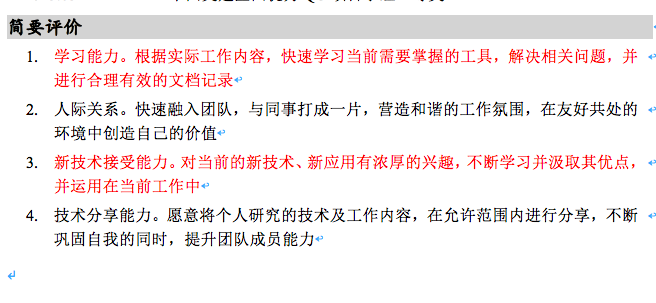 简要评价
1. 学习能力。根据实际工作内容，快速学习当前需要掌握的工具，解决相关问题，并
进行合理有效的文档记录
2. 人际关系。快速融入团队，与同事打成一片，营造和谐的工作氛围，在友好共处的
环境中创造自己的价值
3. 新技术接受能力。对当前的新技术、新应用有浓厚的兴趣，不断学习并汲取其优点，
并运用在当前工作中
4. 技术分享能力。愿意将个人研究的技术及工作内容，在允许范围内进行分享，不断
巩固自我的同时，提升团队成员能力